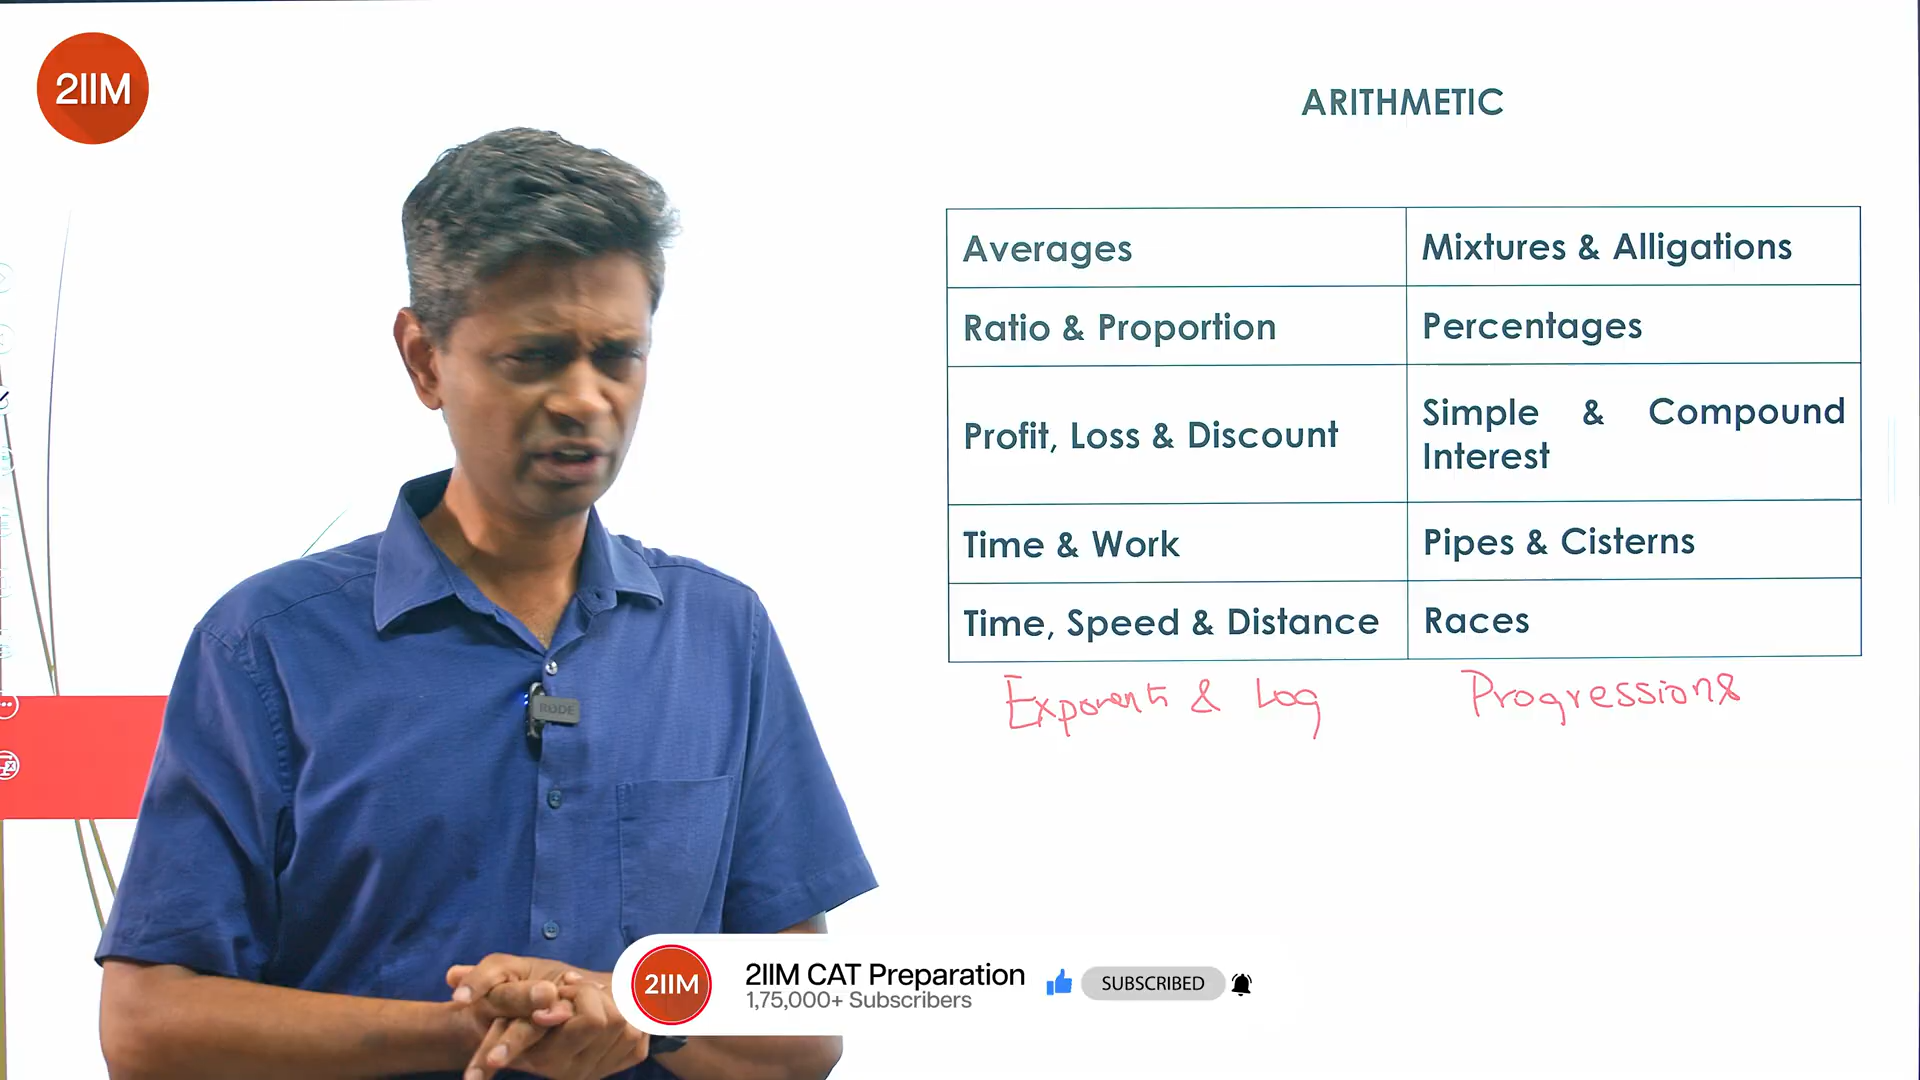 2IIM
ARITHMETIC
Averages
Mixtures & Alligations
Ratio & Proportion
Percentages
Profit, Loss & Discount
Simple & Compound
Interest
Time & Work
Pipes & Cisterns
Time, Speed & Distance
Races
Exponents & Log
Progressions
RODE
2IIM
2IIM CAT Preparation
1,75,000+ Subscribers
SUBSCRIBED